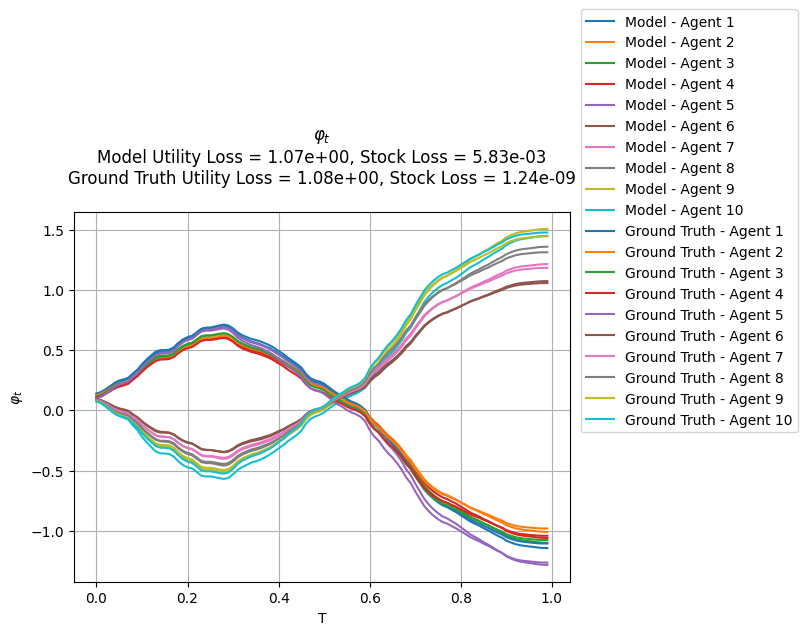 φt
Model Utility Loss = 1.07e+00, Stock Loss = 5.83e-03
Ground Truth Utility Loss = 1.08e+00, Stock Loss = 1.24e-09
Model - Agent 1
Model - Agent 2
Model - Agent 3
Model - Agent 4
Model - Agent 5
Model - Agent 6
Model - Agent 7
Model - Agent 8
Model - Agent 9
Model - Agent 10
Ground Truth - Agent 1
Ground Truth - Agent 2
Ground Truth - Agent 3
Ground Truth - Agent 4
Ground Truth - Agent 5
Ground Truth - Agent 6
Ground Truth - Agent 7
Ground Truth - Agent 8
Ground Truth - Agent 9
Ground Truth - Agent 10
φt
1.5
1.0
0.5
0.0
−0.5
−1.0
0.0 0.2 0.4 0.6 0.8 1.0
T